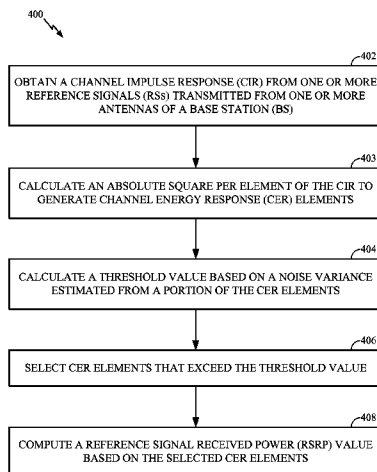 400
402
OBTAIN A CHANNEL IMPULSE RESPONSE (CIR) FROM ONE OR MORE
REFERENCE SIGNALS (RSs) TRANSMITTED FROM ONE OR MORE
ANTENNAS OF A BASE STATION (BS)
403
CALCULATE AN ABSOLUTE SQUARE PER ELEMENT OF THE CIR TO
GENERATE CHANNEL ENERGY RESPONSE (CER) ELEMENTS
404
CALCULATE A THRESHOLD VALUE BASED ON A NOISE VARIANCE
ESTIMATED FROM A PORTION OF THE CER ELEMENTS
406
SELECT CER ELEMENTS THAT EXCEED THE THRESHOLD VALUE
408
COMPUTE A REFERENCE SIGNAL RECEIVED POWER (RSRP) VALUE
BASED ON THE SELECTED CER ELEMENTS